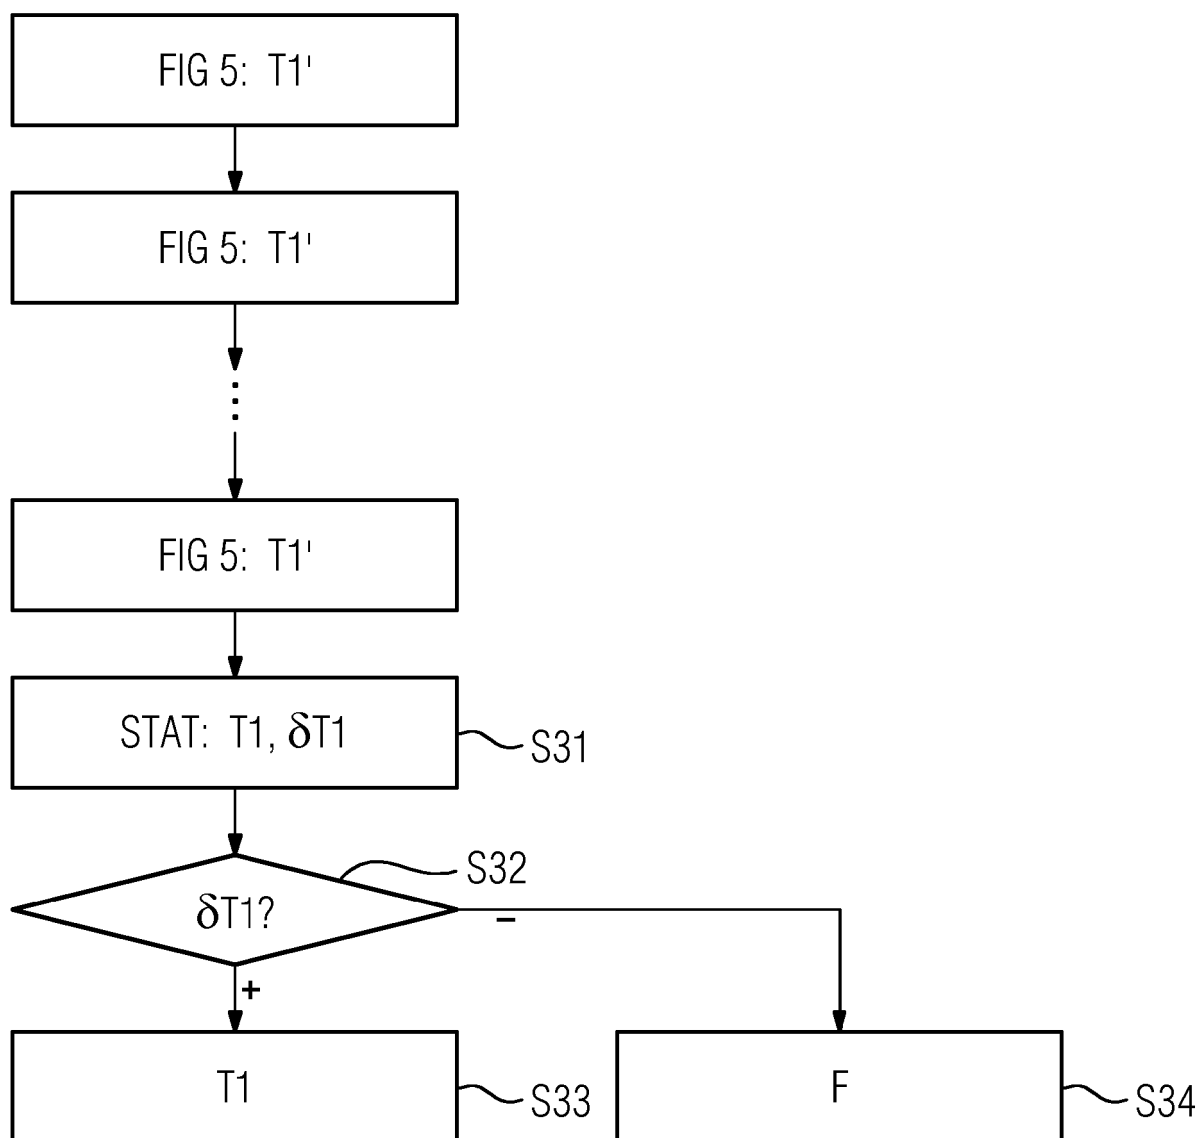 FIG 5: T1'
FIG 5: T1'
FIG 5: T1'
STAT: T1, δT1
S31
S32
δT1?
–
+
T1
S33
F
S34